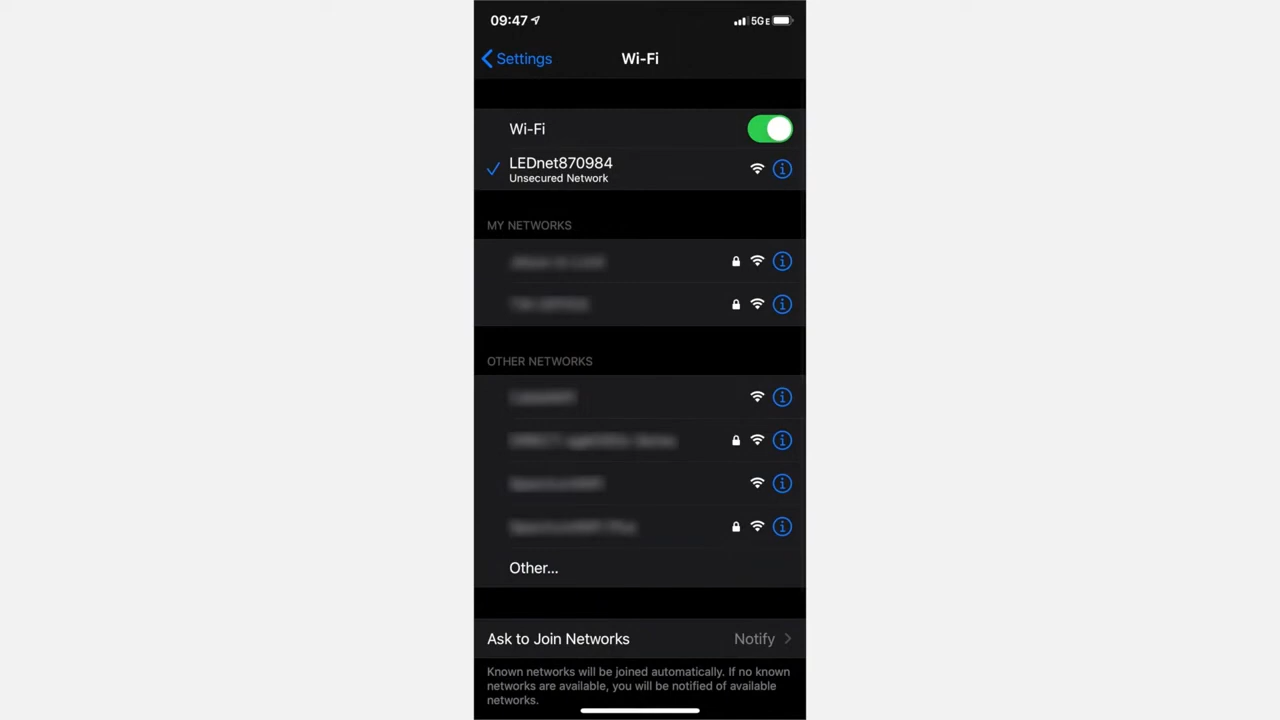 09:47
5GE
Settings
Wi-Fi
Wi-Fi
LEDnet870984
Unsecured Network
MY NETWORKS
OTHER NETWORKS
Other...
Ask to Join Networks
Notify
Known networks will be joined automatically. If no known
networks are available, you will be notified of available
networks.